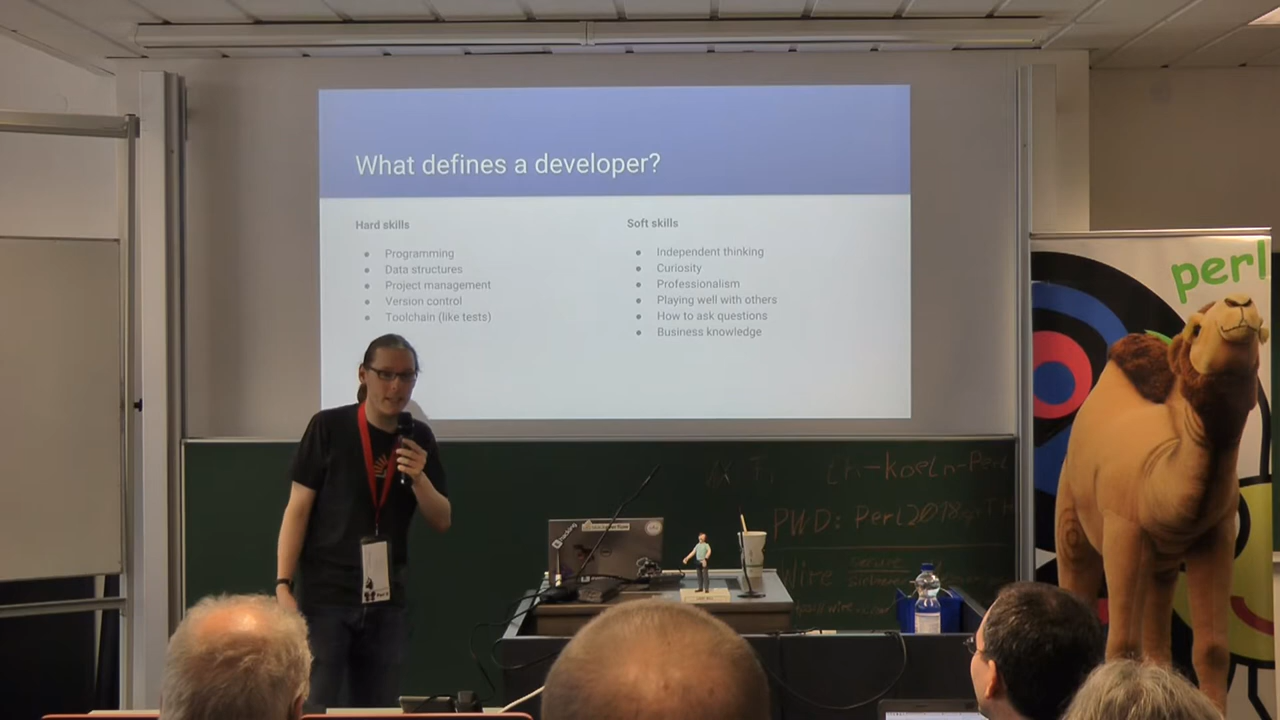 What defines a developer?
Hard skills
Programming
Data structures
Project management
Version control
Toolchain (like tests)
Soft skills
Independent thinking
Curiosity
Professionalism
Playing well with others
How to ask questions
Business knowledge
perl
PWD: Perl2018